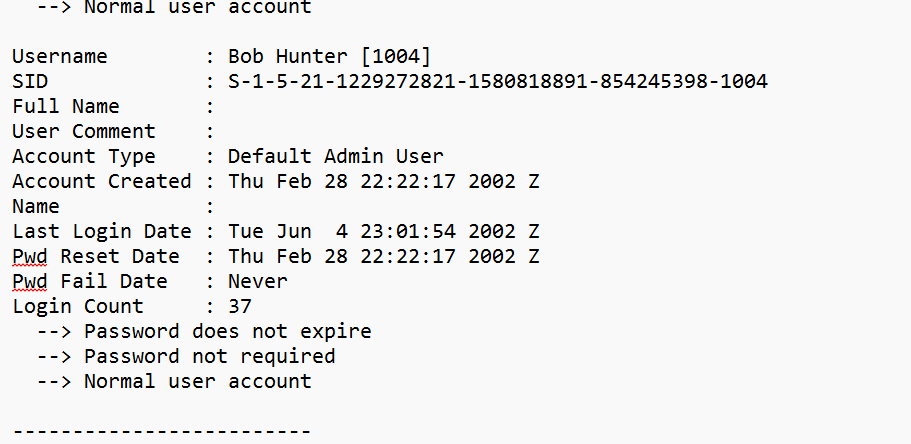 --> Normal user account
Username        : Bob Hunter [1004]
SID             : S-1-5-21-1229272821-1580818891-854245398-1004
Full Name       :
User Comment    :
Account Type    : Default Admin User
Account Created : Thu Feb 28 22:22:17 2002 Z
Name            :
Last Login Date : Tue Jun  4 23:01:54 2002 Z
Pwd Reset Date  : Thu Feb 28 22:22:17 2002 Z
Pwd Fail Date   : Never
Login Count     : 37
  --> Password does not expire
  --> Password not required
  --> Normal user account
-------------------------